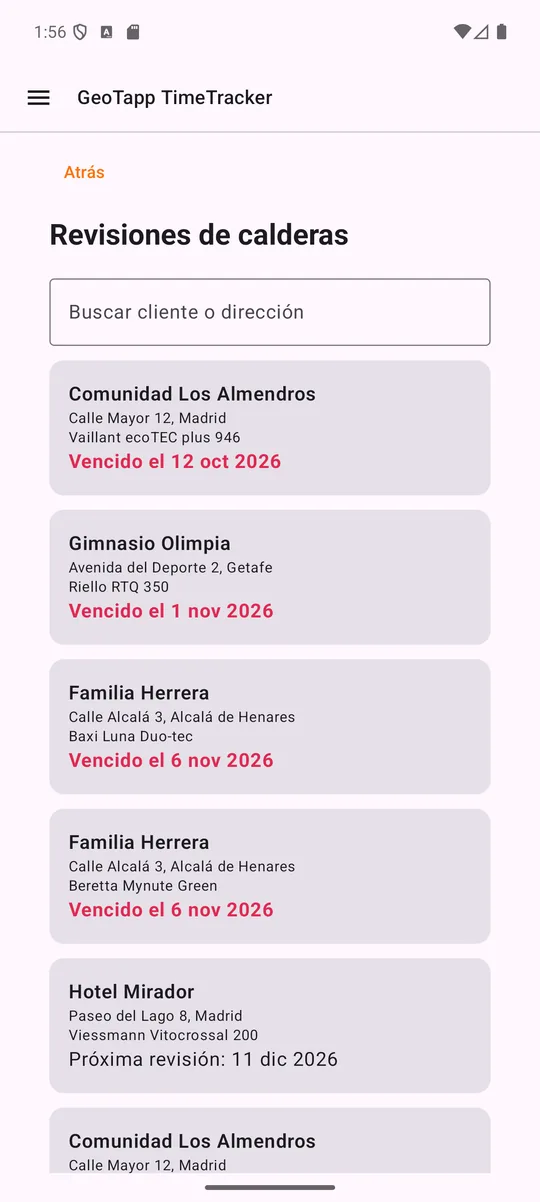 1:56
GeoTapp TimeTracker
Atrás
Revisiones de calderas
Buscar cliente o dirección
Comunidad Los Almendros
Calle Mayor 12, Madrid
Vaillant ecoTEC plus 946
Vencido el 12 oct 2026
Gimnasio Olimpia
Avenida del Deporte 2, Getafe
Riello RTQ 350
Vencido el 1 nov 2026
Familia Herrera
Calle Alcalá 3, Alcalá de Henares
Baxi Luna Duo-tec
Vencido el 6 nov 2026
Familia Herrera
Calle Alcalá 3, Alcalá de Henares
Beretta Mynute Green
Vencido el 6 nov 2026
Hotel Mirador
Paseo del Lago 8, Madrid
Viessmann Vitocrossal 200
Próxima revisión: 11 dic 2026
Comunidad Los Almendros
Calle Mayor 12, Madrid